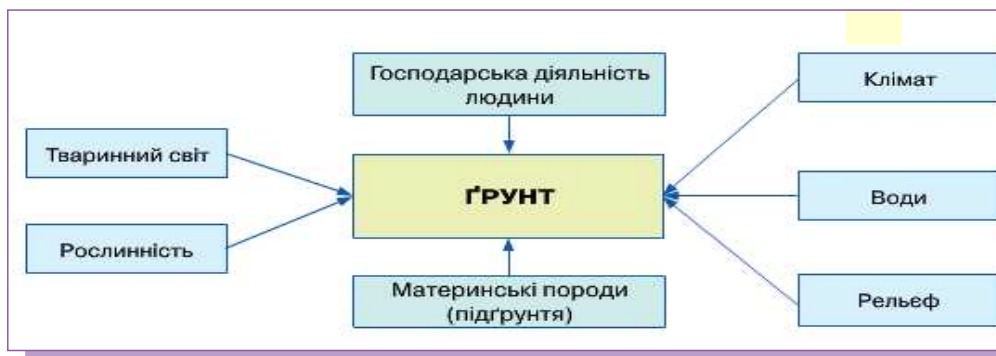 Господарська діяльність
людини
Клімат
Тваринний світ
ҐРУНТ
Води
Рослинність
Материнські породи
(підґрунтя)
Рельєф